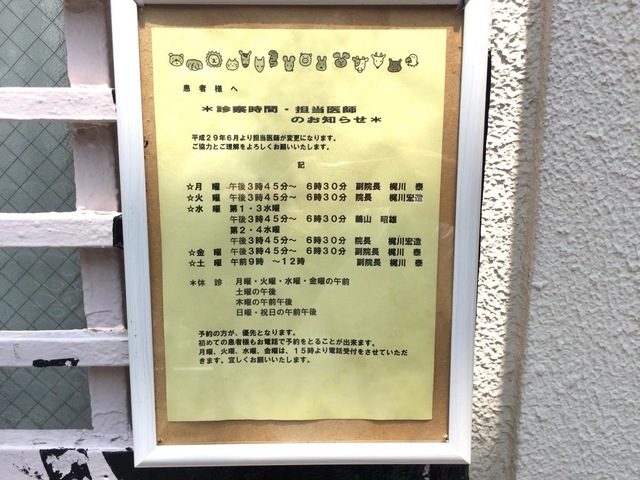 患者様へ
＊診察時間・担当医師
のお知らせ＊
平成２９年６月より担当医師が変更になります。
ご協力とご理解をよろしくお願いいたします。
記
☆月　曜　午後３時４５分～　６時３０分　副院長　梶川　泰
☆火　曜　午後３時４５分～　６時３０分　院長　梶川宏造
☆水　曜　第１・３水曜
午後３時４５分～　６時３０分　鶴山　昭雄
第２・４水曜
午後３時４５分～　６時３０分　院長　梶川宏造
☆金　曜　午後３時４５分～　６時３０分　副院長　梶川　泰
☆土　曜　午前９時　～１２時　副院長　梶川　泰
＊休　診　月曜・火曜・水曜・金曜の午前
土曜の午後
木曜の午前午後
日曜・祝日の午前午後
予約の方が、優先となります。
初めての患者様もお電話で予約をとることが出来ます。
月曜、火曜、水曜、金曜は、１５時より電話受付をさせていただ
きます。宜しくお願いいたします。